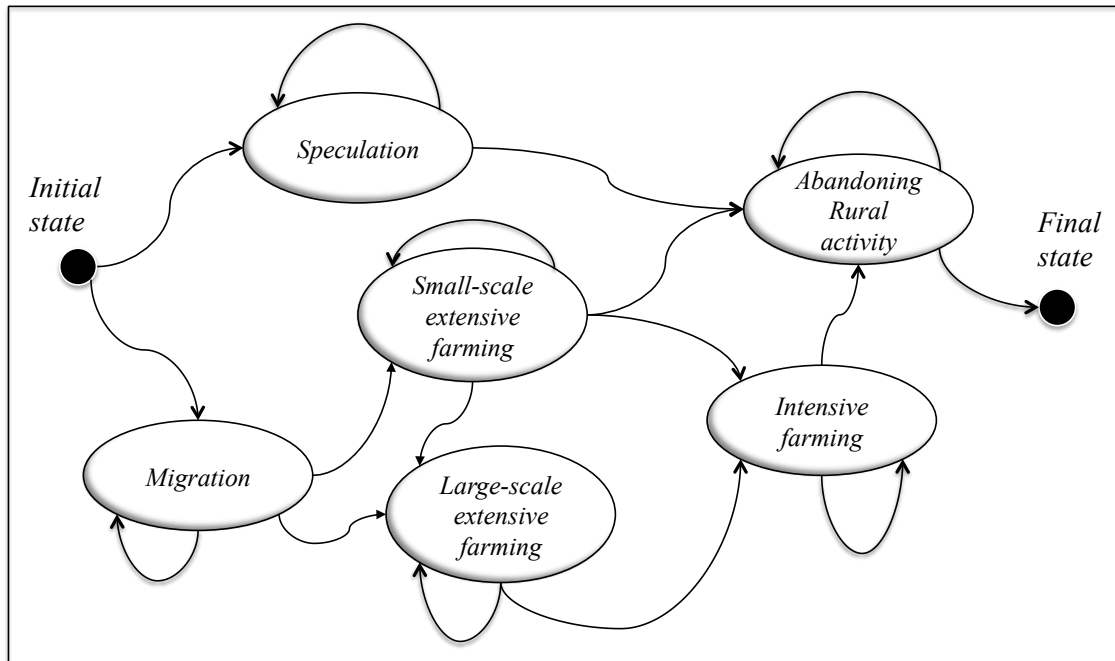 Speculation
Initial
state
Abandoning
Rural
activity
Final
state
Small-scale
extensive
farming
Intensive
farming
Migration
Large-scale
extensive
farming